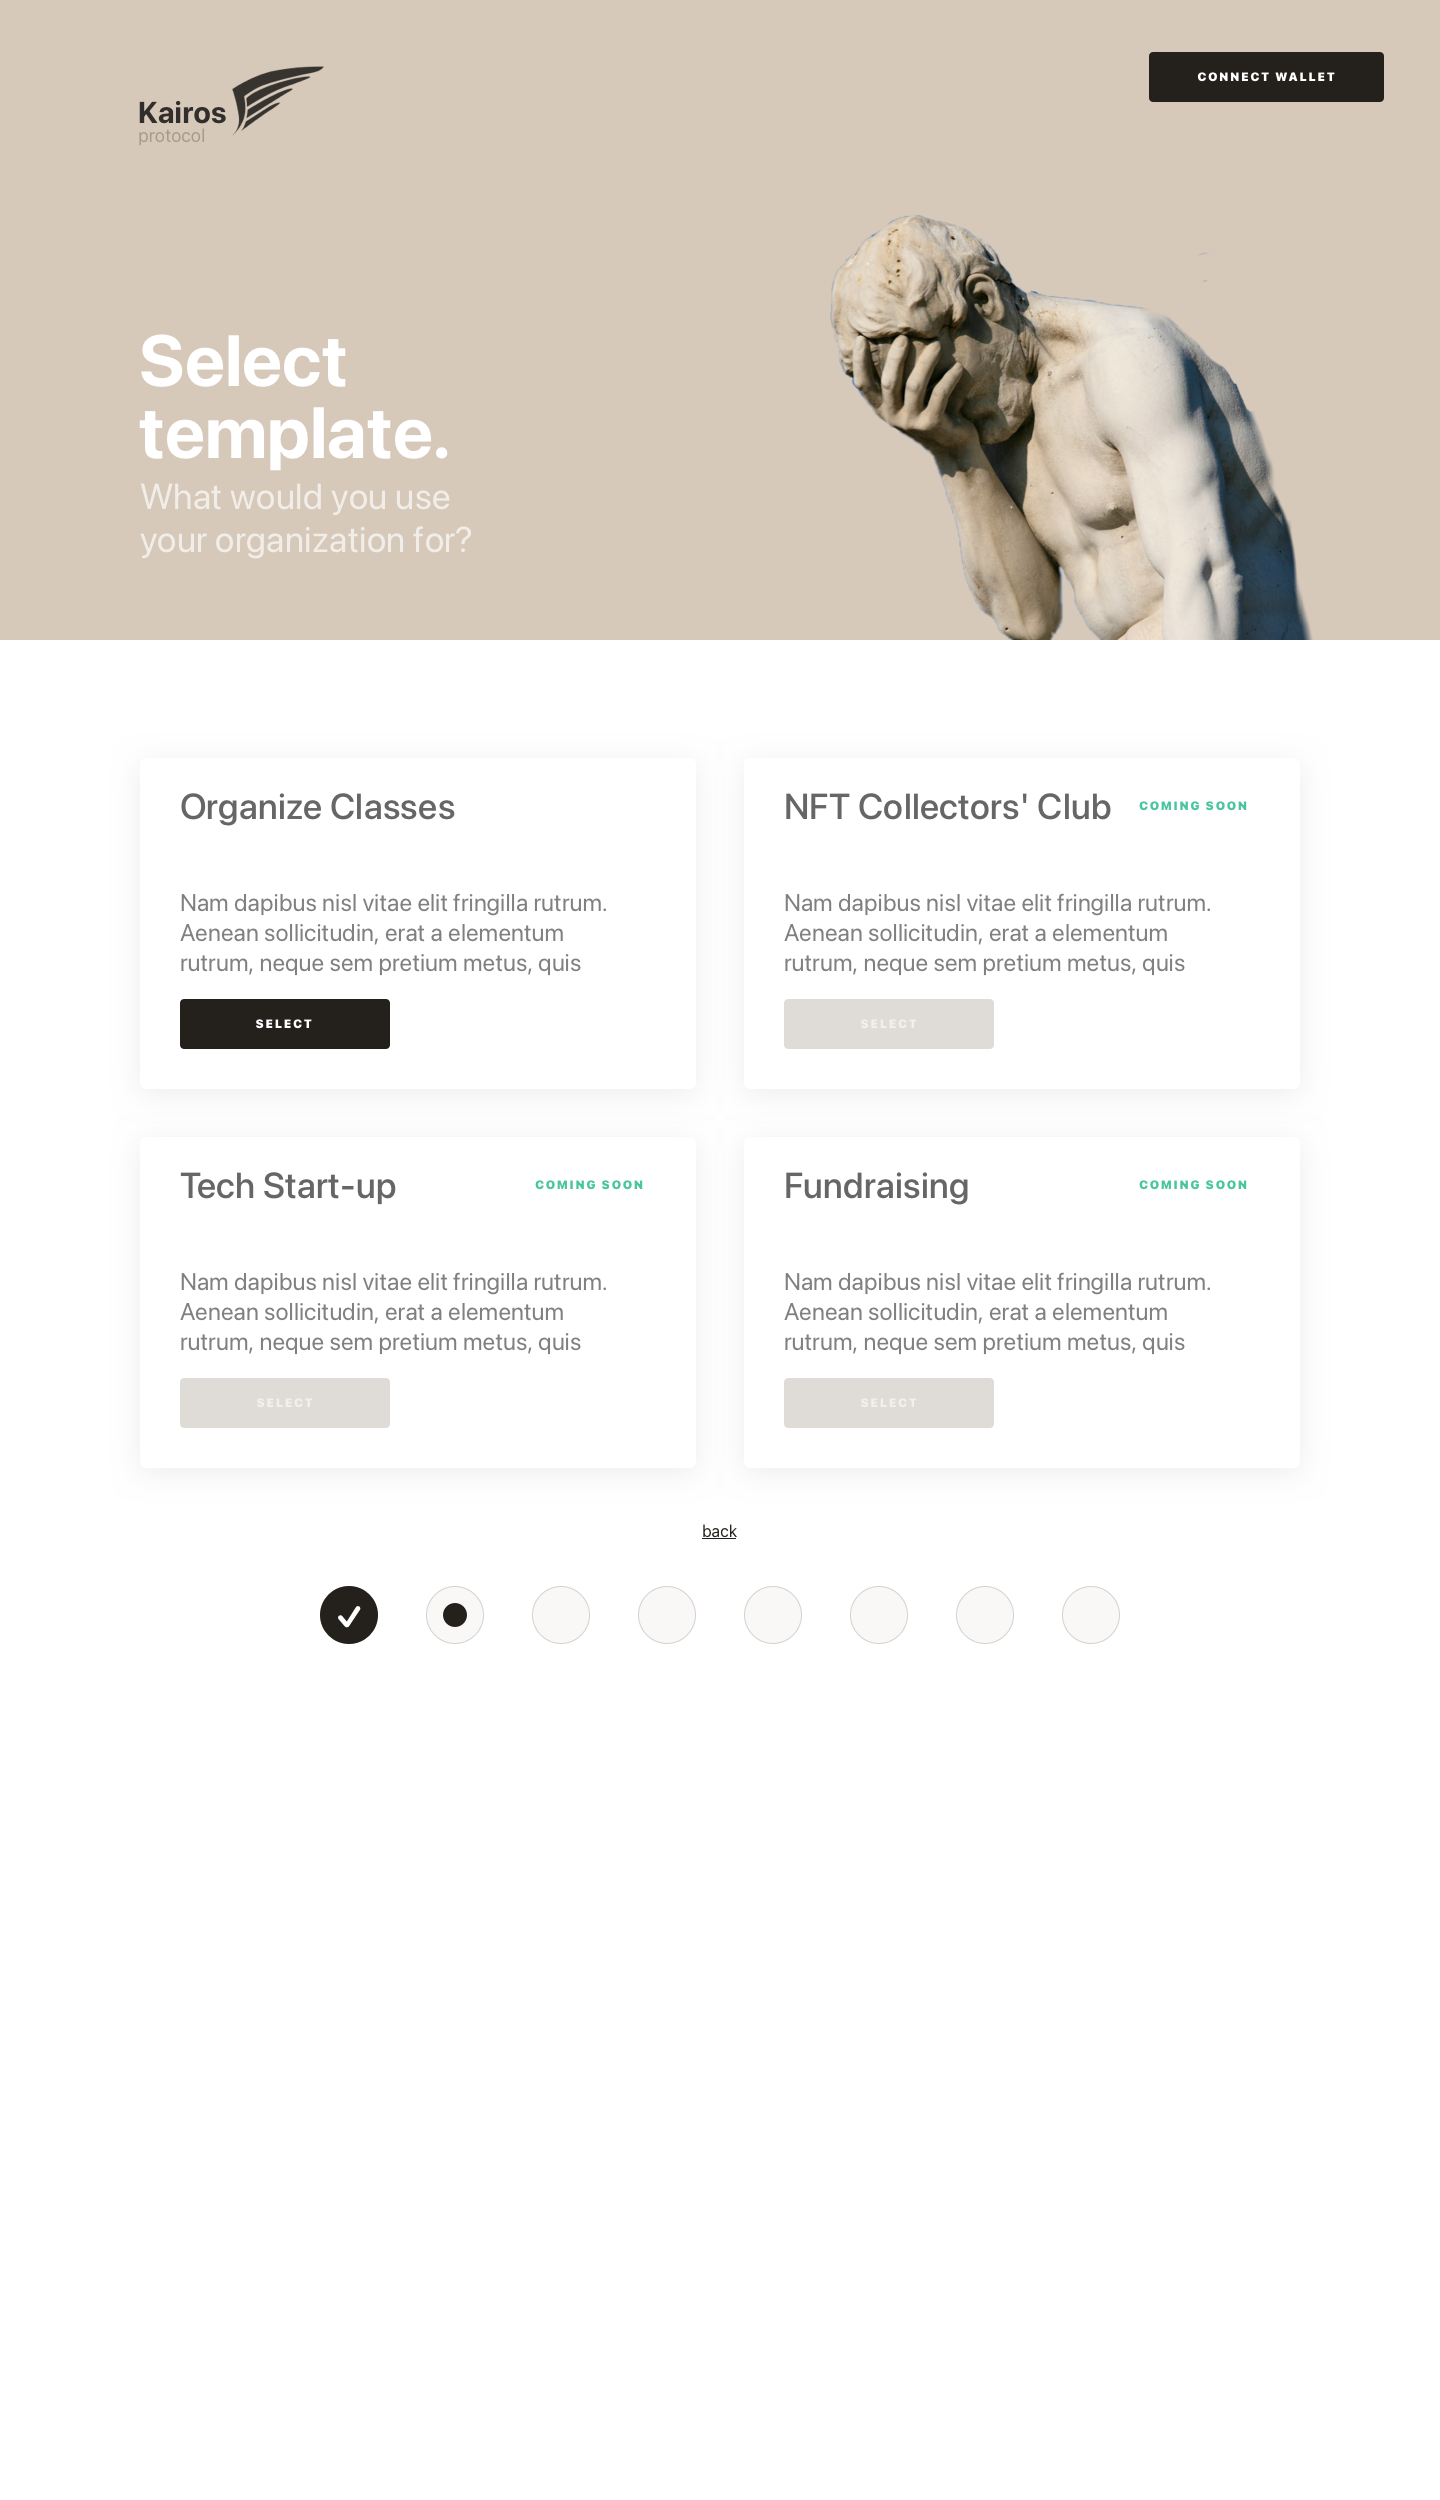 Kairos
protocol
CONNECT WALLET
Select
template.
What would you use
your organization for?
Organize Classes
Nam dapibus nisl vitae elit fringilla rutrum.
Aenean sollicitudin, erat a elementum
rutrum, neque sem pretium metus, quis
SELECT
NFT Collectors' Club
COMING SOON
Nam dapibus nisl vitae elit fringilla rutrum.
Aenean sollicitudin, erat a elementum
rutrum, neque sem pretium metus, quis
SELECT
Tech Start-up
COMING SOON
Nam dapibus nisl vitae elit fringilla rutrum.
Aenean sollicitudin, erat a elementum
rutrum, neque sem pretium metus, quis
SELECT
Fundraising
COMING SOON
Nam dapibus nisl vitae elit fringilla rutrum.
Aenean sollicitudin, erat a elementum
rutrum, neque sem pretium metus, quis
SELECT
back